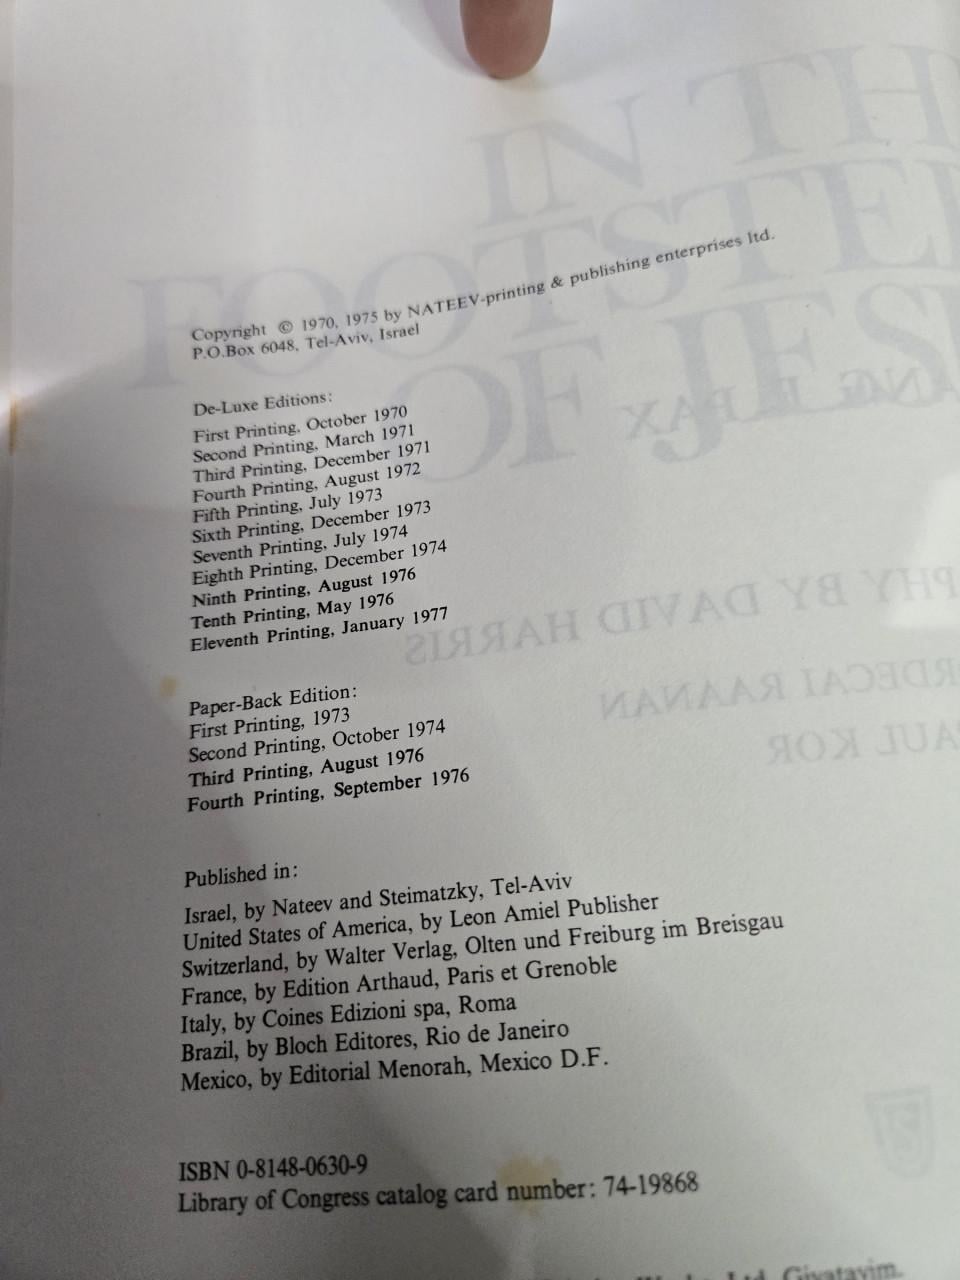 Copyright © 1970, 1975 by NATEEV-printing & publishing enterprises ltd.
P.O.Box 6048, Tel-Aviv, Israel
De-Luxe Editions:
First Printing, October 1970
Second Printing, March 1971
Third Printing, December 1971
Fourth Printing, August 1972
Fifth Printing, July 1973
Sixth Printing, December 1973
Seventh Printing, July 1974
Eighth Printing, December 1974
Ninth Printing, August 1976
Tenth Printing, May 1976
Eleventh Printing, January 1977
Paper-Back Edition:
First Printing, 1973
Second Printing, October 1974
Third Printing, August 1976
Fourth Printing, September 1976
Published in:
Israel, by Nateev and Steimatzky, Tel-Aviv
United States of America, by Leon Amiel Publisher
Switzerland, by Walter Verlag, Olten und Freiburg im Breisgau
France, by Edition Arthaud, Paris et Grenoble
Italy, by Coines Edizioni spa, Roma
Brazil, by Bloch Editores, Rio de Janeiro
Mexico, by Editorial Menorah, Mexico D.F.
ISBN 0-8148-0630-9
Library of Congress catalog card number: 74-19868
Ltd. Givatayim.